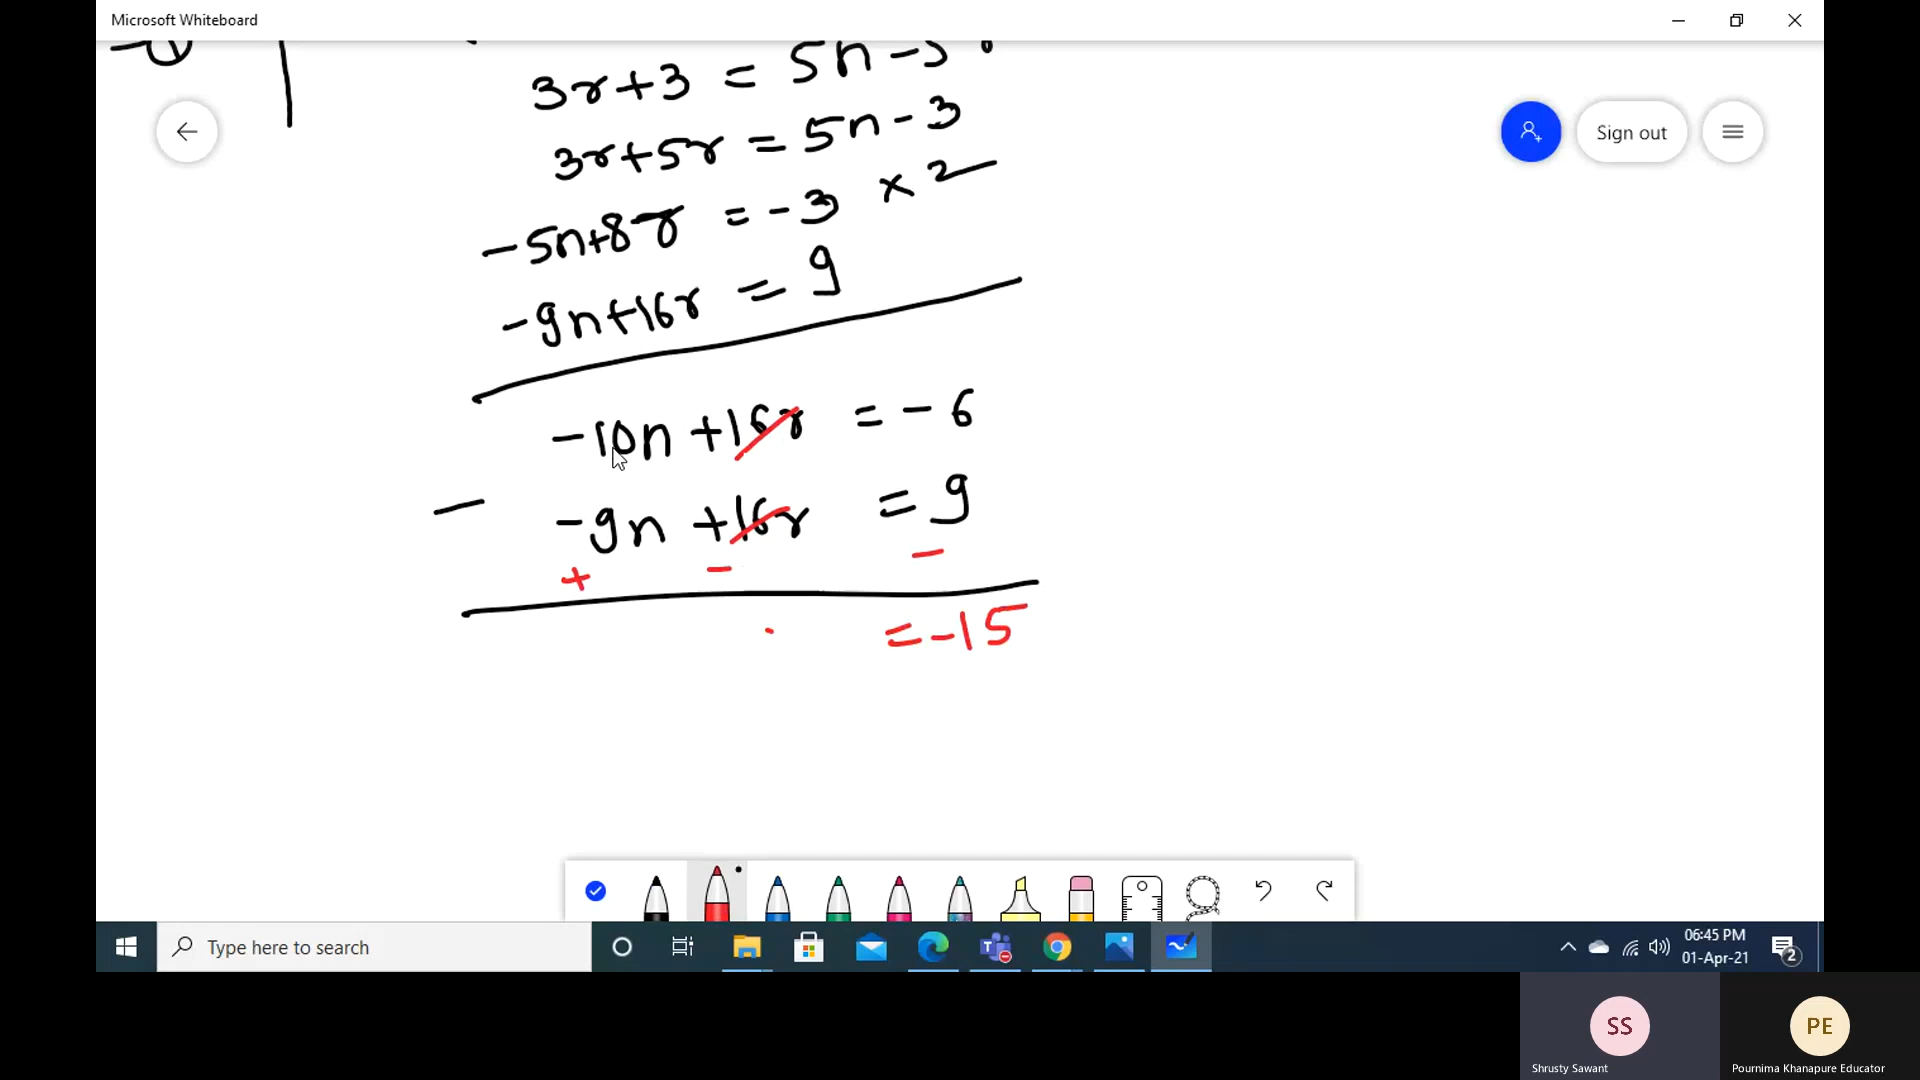 Microsoft Whiteboard
Sign out
3r+3 = 5n-5r
3r+5r = 5n-3
-5n+8r = -3 ×2
-9n+16r = 9
-10n +16r = -6
- -9n +16r = 9
+ - -
= -15
Type here to search
06:45 PM
01-Apr-21
2
SS
PE
Shrusty Sawant
Pournima Khanapure Educator